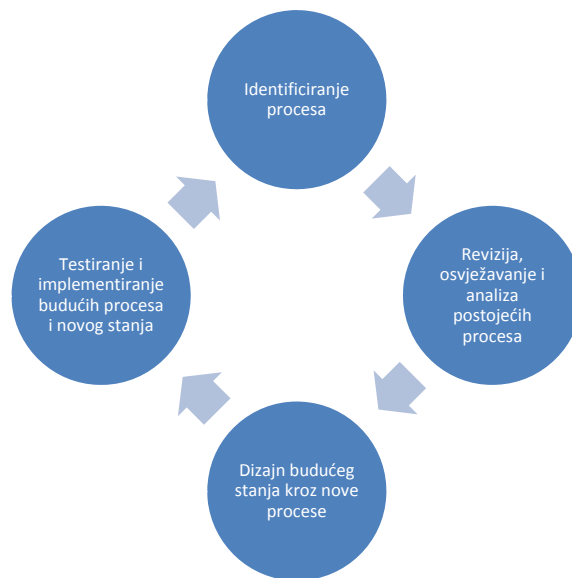 Identificiranje
procesa
Revizija,
osvježavanje i
analiza
postojećih
procesa
Dizajn budućeg
stanja kroz nove
procese
Testiranje i
implementiranje
budućih procesa
i novog stanja